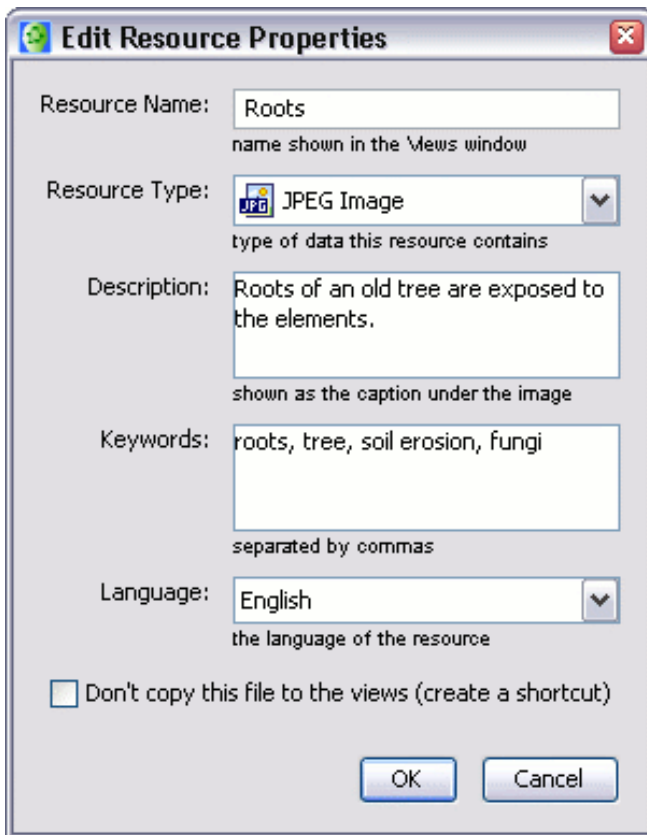 Edit Resource Properties
Resource Name: Roots
name shown in the Views window
Resource Type: JPG JPEG Image
type of data this resource contains
Description: Roots of an old tree are exposed to
the elements.
shown as the caption under the image
Keywords: roots, tree, soil erosion, fungi
separated by commas
Language: English
the language of the resource
Don't copy this file to the views (create a shortcut)
OK Cancel